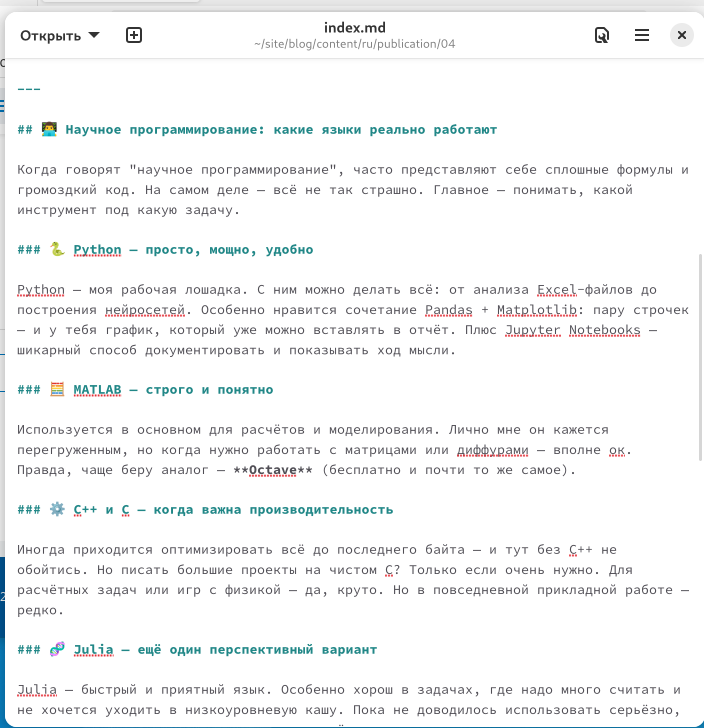 Открыть
index.md
~/site/blog/content/ru/publication/04
---
## 👨‍💻 Научное программирование: какие языки реально работают
Когда говорят "научное программирование", часто представляют себе сплошные формулы и
громоздкий код. На самом деле — всё не так страшно. Главное — понимать, какой
инструмент под какую задачу.
### 🐍 Python — просто, мощно, удобно
Python — моя рабочая лошадка. С ним можно делать всё: от анализа Excel-файлов до
построения нейросетей. Особенно нравится сочетание Pandas + Matplotlib: пару строчек
— и у тебя график, который уже можно вставлять в отчёт. Плюс Jupyter Notebooks —
шикарный способ документировать и показывать ход мысли.
### 🧮 MATLAB — строго и понятно
Используется в основном для расчётов и моделирования. Лично мне он кажется
перегруженным, но когда нужно работать с матрицами или диффурами — вполне ок.
Правда, чаще беру аналог — **Octave** (бесплатно и почти то же самое).
### ⚙️ C++ и C — когда важна производительность
Иногда приходится оптимизировать всё до последнего байта — и тут без C++ не
обойтись. Но писать большие проекты на чистом C? Только если очень нужно. Для
расчётных задач или игр с физикой — да, круто. Но в повседневной прикладной работе —
редко.
### 🧬 Julia — ещё один перспективный вариант
Julia — быстрый и приятный язык. Особенно хорош в задачах, где надо много считать и
не хочется уходить в низкоуровневую кашу. Пока не доводилось использовать серьёзно,